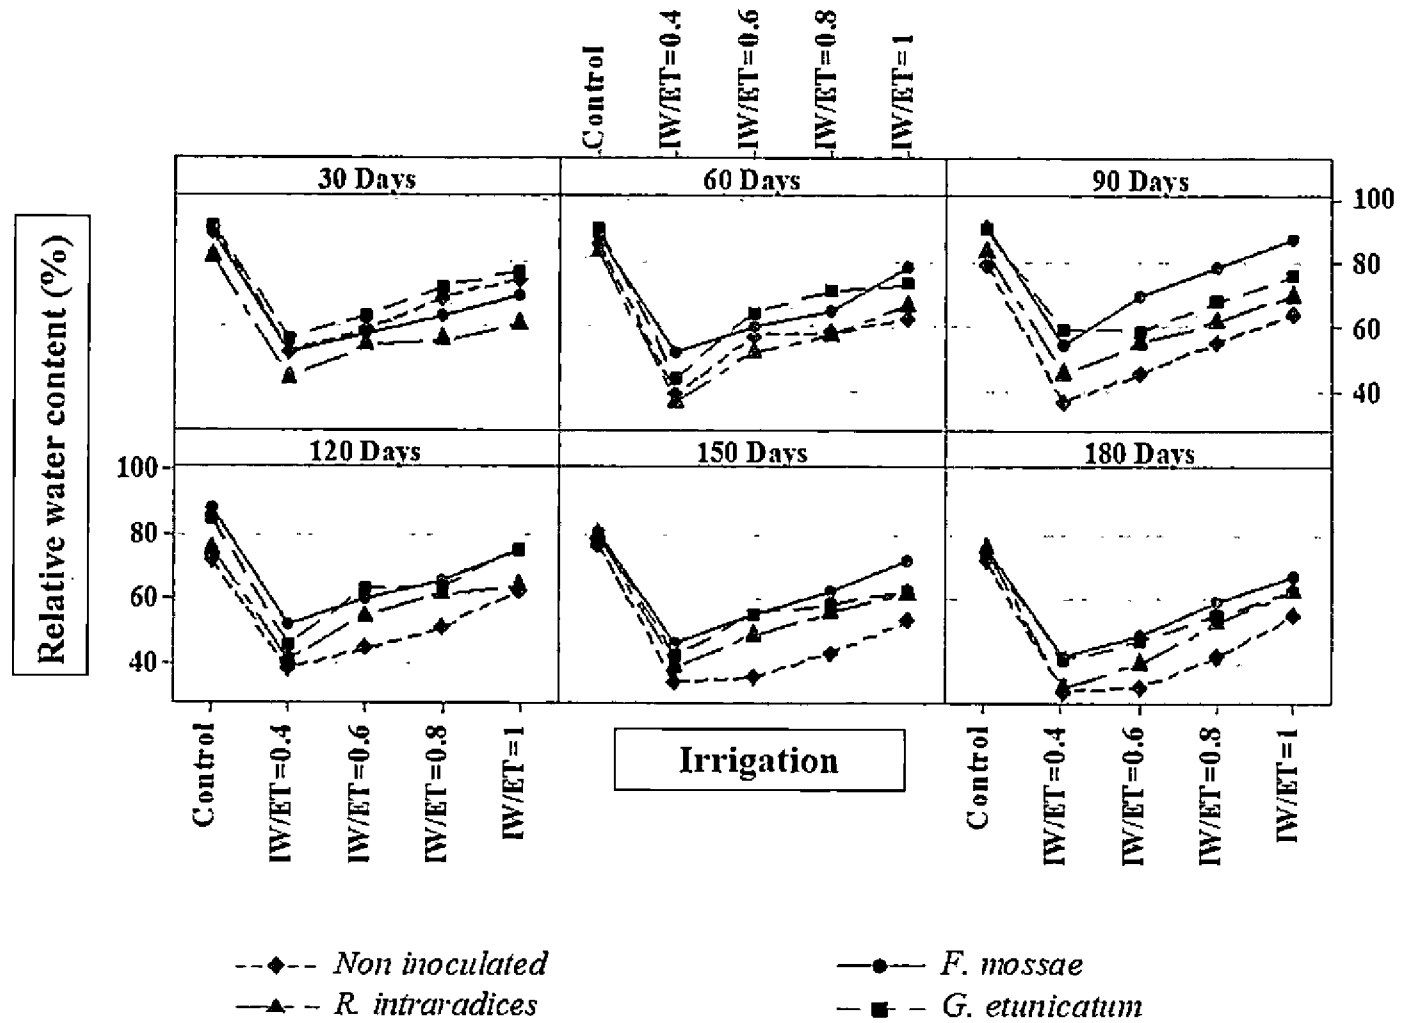 Control
IW/ET=0.4
IW/ET=0.6
IW/ET=0.8
IW/ET=1
30 Days
60 Days
90 Days
100
80
60
40
Relative water content (%)
120 Days
150 Days
180 Days
100
80
60
40
Control
IW/ET=0.4
IW/ET=0.6
IW/ET=0.8
IW/ET=1
Irrigation
Control
IW/ET=0.4
IW/ET=0.6
IW/ET=0.8
IW/ET=1
Non inoculated
F. mossae
R. intraradices
G. etunicatum